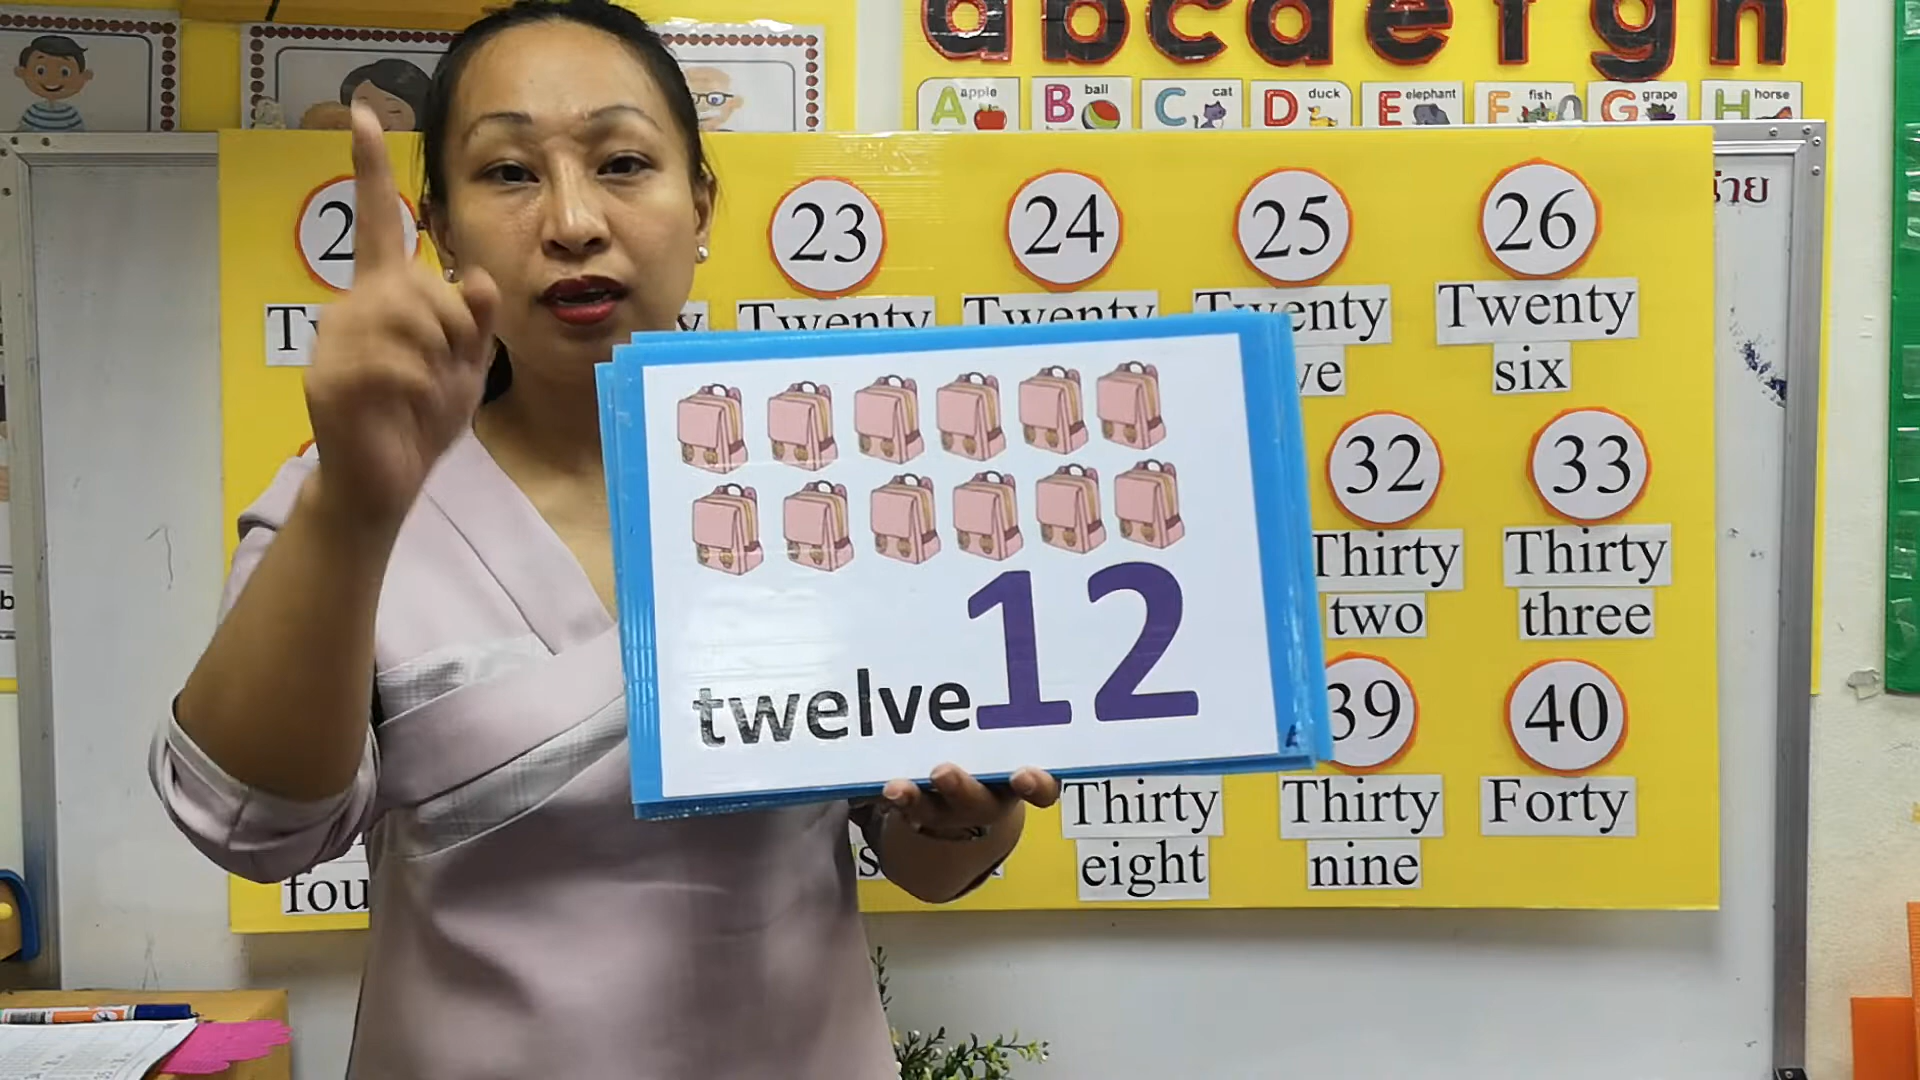 a b c d e f g h
A apple B ball C cat D duck E elephant F fish G grape H horse
23 24 25 26
Twenty Twenty Twenty Twenty
six
32 33
Thirty Thirty
two three
39 40
Thirty Thirty Forty
eight nine
twelve 12